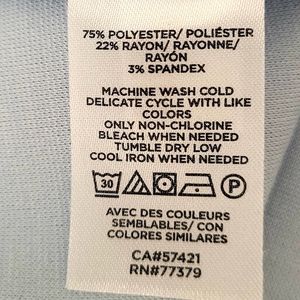 75% POLYESTER/ POLIÉSTER
22% RAYON/ RAYONNE/
RAYÓN
3% SPANDEX
MACHINE WASH COLD
DELICATE CYCLE WITH LIKE
COLORS
ONLY NON-CHLORINE
BLEACH WHEN NEEDED
TUMBLE DRY LOW
COOL IRON WHEN NEEDED
30 P
AVEC DES COULEURS
SEMBLABLES/ CON
COLORES SIMILARES
CA#57421
RN#77379